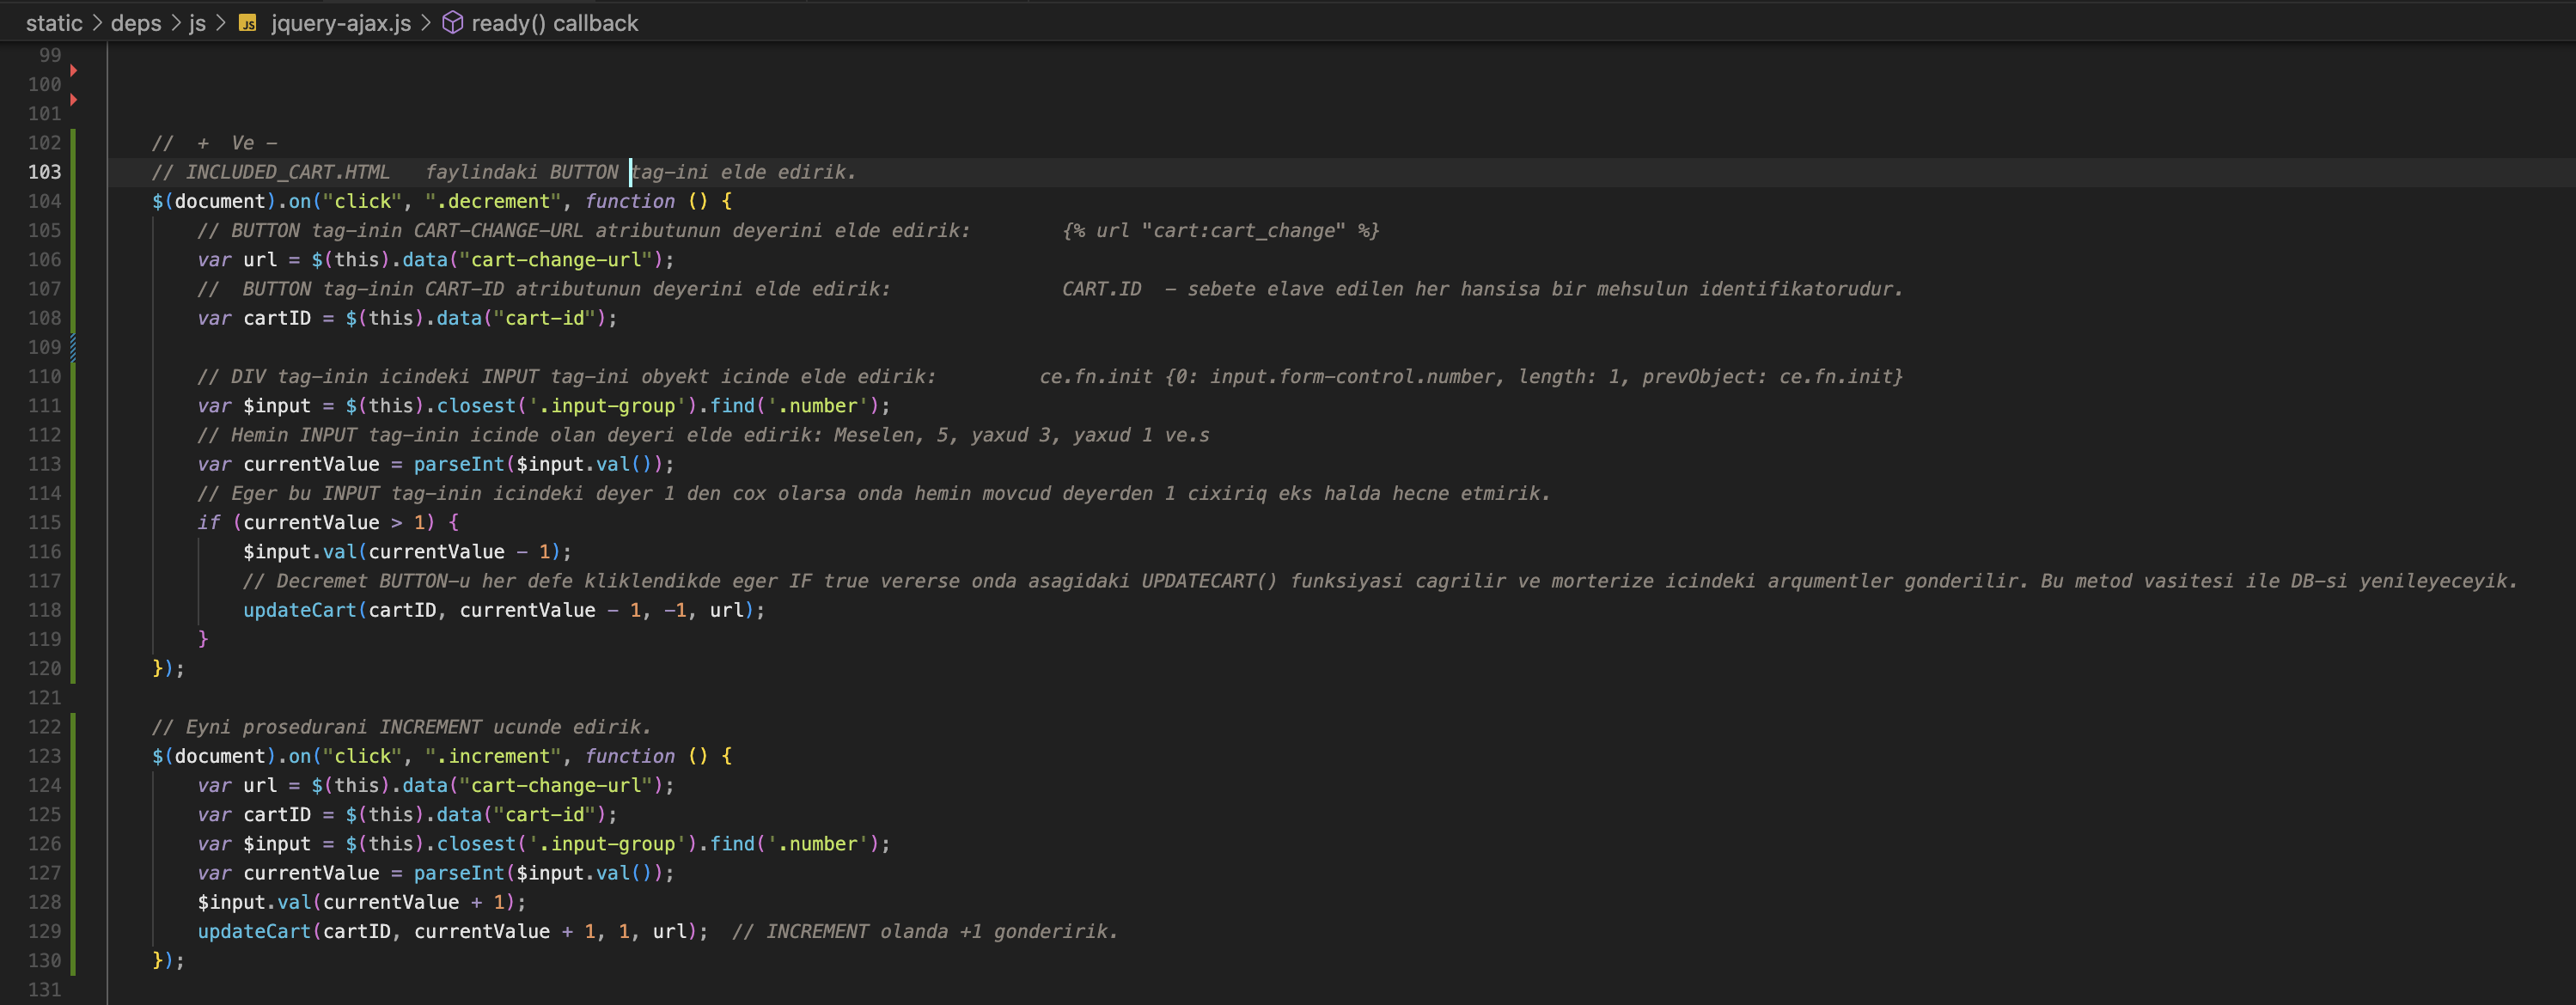 static > deps > js > JS jquery-ajax.js > ready() callback
99
100
101
102 //  +  Ve -
103 // INCLUDED_CART.HTML   faylindaki BUTTON tag-ini elde edirik.
104 $(document).on("click", ".decrement", function () {
105 // BUTTON tag-inin CART-CHANGE-URL atributunun deyerini elde edirik:        {% url "cart:cart_change" %}
106 var url = $(this).data("cart-change-url");
107 //  BUTTON tag-inin CART-ID atributunun deyerini elde edirik:               CART.ID  - sebete elave edilen her hansisa bir mehsulun identifikatorudur.
108 var cartID = $(this).data("cart-id");
109
110 // DIV tag-inin icindeki INPUT tag-ini obyekt icinde elde edirik:         ce.fn.init {0: input.form-control.number, length: 1, prevObject: ce.fn.init}
111 var $input = $(this).closest('.input-group').find('.number');
112 // Hemin INPUT tag-inin icinde olan deyeri elde edirik: Meselen, 5, yaxud 3, yaxud 1 ve.s
113 var currentValue = parseInt($input.val());
114 // Eger bu INPUT tag-inin icindeki deyer 1 den cox olarsa onda hemin movcud deyerden 1 cixiriq eks halda hecne etmirik.
115 if (currentValue > 1) {
116 $input.val(currentValue - 1);
117 // Decremet BUTTON-u her defe kliklendikde eger IF true vererse onda asagidaki UPDATECART() funksiyasi cagrilir ve morterize icindeki arqumentler gonderilir. Bu metod vasitesi ile DB-si yenileyeceyik.
118 updateCart(cartID, currentValue - 1, -1, url);
119 }
120 });
121
122 // Eyni prosedurani INCREMENT ucunde edirik.
123 $(document).on("click", ".increment", function () {
124 var url = $(this).data("cart-change-url");
125 var cartID = $(this).data("cart-id");
126 var $input = $(this).closest('.input-group').find('.number');
127 var currentValue = parseInt($input.val());
128 $input.val(currentValue + 1);
129 updateCart(cartID, currentValue + 1, 1, url);  // INCREMENT olanda +1 gonderirik.
130 });
131